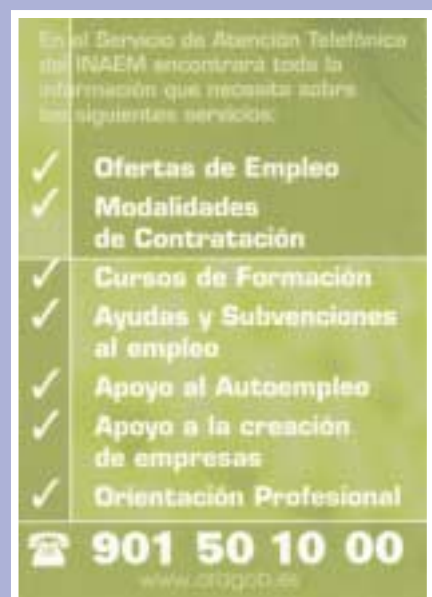 En el Servicio de Atención Telefónica
del INAEM encontrará toda la
información que necesita sobre
los siguientes servicios:
Ofertas de Empleo
Modalidades
de Contratación
Cursos de Formación
Ayudas y Subvenciones
al empleo
Apoyo al Autoempleo
Apoyo a la creación
de empresas
Orientación Profesional
901 50 10 00
www.aragob.es